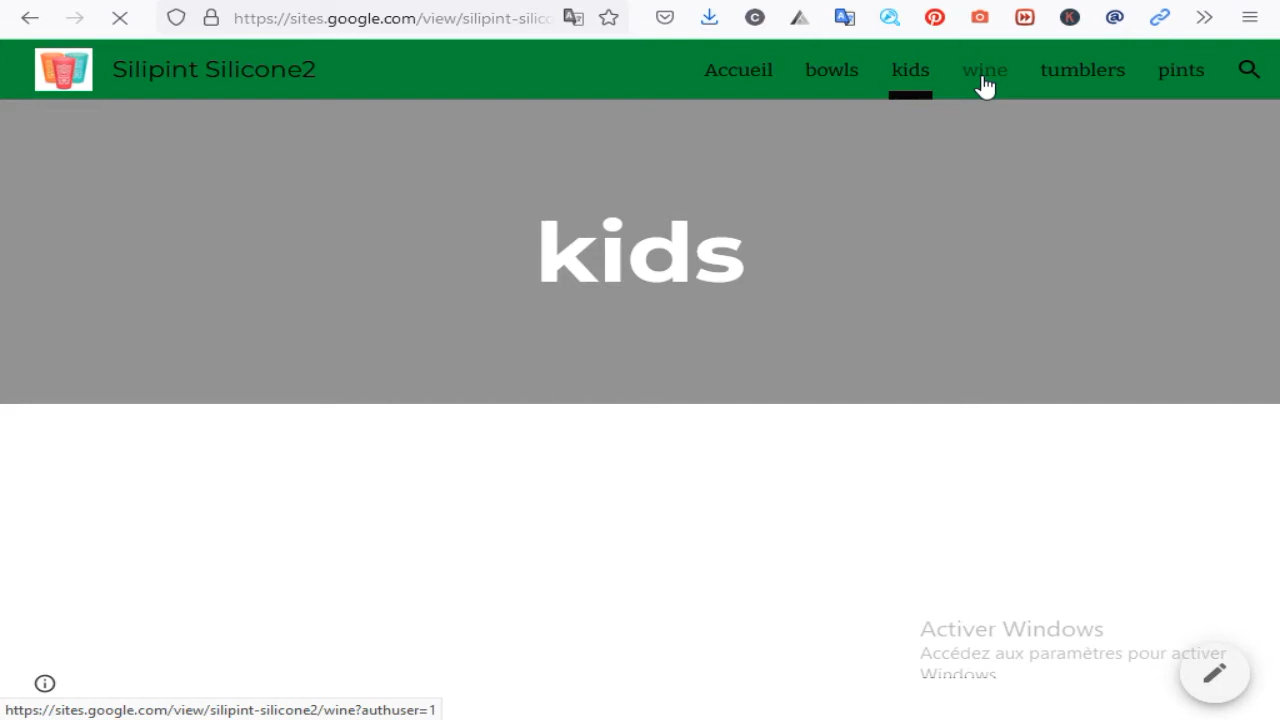 https://sites.google.com/view/silipint-silico
Silipint Silicone2
Accueil
bowls
kids
wine
tumblers
pints
kids
Activer Windows
Accédez aux paramètres pour activer
Windows.
https://sites.google.com/view/silipint-silicone2/wine?authuser=1